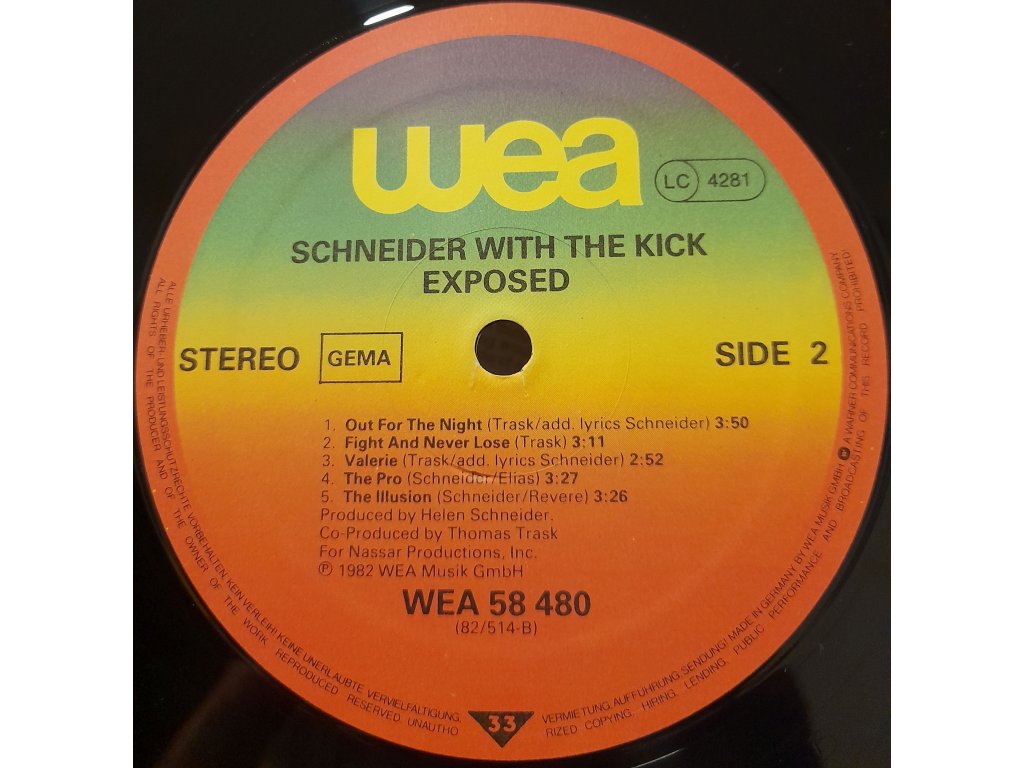 wea
LC 4281
SCHNEIDER WITH THE KICK
EXPOSED
STEREO GEMA SIDE 2
1. Out For The Night (Trask/add. lyrics Schneider) 3:50
2. Fight And Never Lose (Trask) 3:11
3. Valerie (Trask/add. lyrics Schneider) 2:52
4. The Pro (Schneider/Elias) 3:27
5. The Illusion (Schneider/Revere) 3:26
Produced by Helen Schneider.
Co-Produced by Thomas Trask
For Nassar Productions, Inc.
℗ 1982 WEA Musik GmbH
WEA 58 480
(82/514-B)
33
ALLE URHEBER- UND LEISTUNGSSCHUTZRECHTE VORBEHALTEN. KEIN VERLEIH! KEINE UNERLAUBTE VERVIELFÄLTIGUNG, VERMIETUNG, AUFFÜHRUNG, SENDUNG! MADE IN GERMANY BY WEA MUSIK GMBH A WARNER COMMUNICATIONS COMPANY
ALL RIGHTS OF THE PRODUCER AND OF THE OWNER OF THE WORK REPRODUCED RESERVED. UNAUTHORIZED COPYING, HIRING, LENDING, PUBLIC PERFORMANCE AND BROADCASTING OF THIS RECORD PROHIBITED!